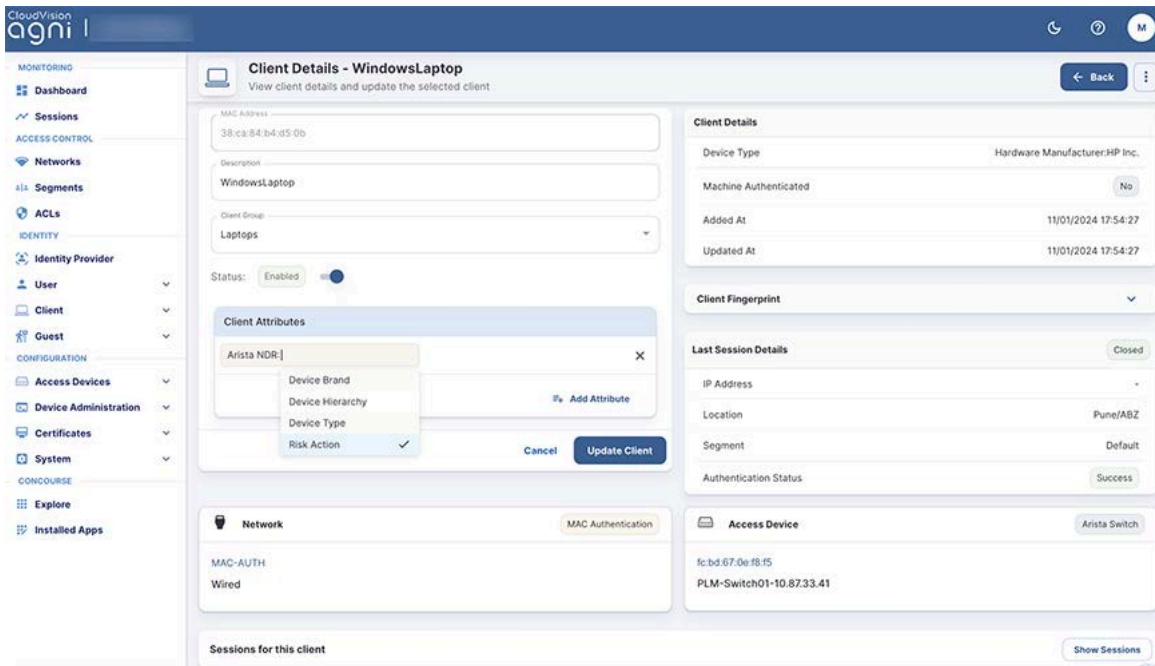 CloudVision
agni |
M
MONITORING
Dashboard
Sessions
ACCESS CONTROL
Networks
Segments
ACLs
IDENTITY
Identity Provider
User
Client
Guest
CONFIGURATION
Access Devices
Device Administration
Certificates
System
CONCOURSE
Explore
Installed Apps
Client Details - WindowsLaptop
View client details and update the selected client
← Back
MAC Address
38:ca:84:b4:d5:0b
Description
WindowsLaptop
Client Group
Laptops
Status: Enabled
Client Attributes
Arista NDR:
Device Brand
Device Hierarchy
Device Type
Risk Action
Add Attribute
Cancel
Update Client
Client Details
Device Type Hardware Manufacturer:HP Inc.
Machine Authenticated No
Added At 11/01/2024 17:54:27
Updated At 11/01/2024 17:54:27
Client Fingerprint
Last Session Details Closed
IP Address -
Location Pune/ABZ
Segment Default
Authentication Status Success
Network MAC Authentication
MAC-AUTH
Wired
Access Device Arista Switch
fc:bd:67:0e:f8:f5
PLM-Switch01-10.87.33.41
Sessions for this client Show Sessions